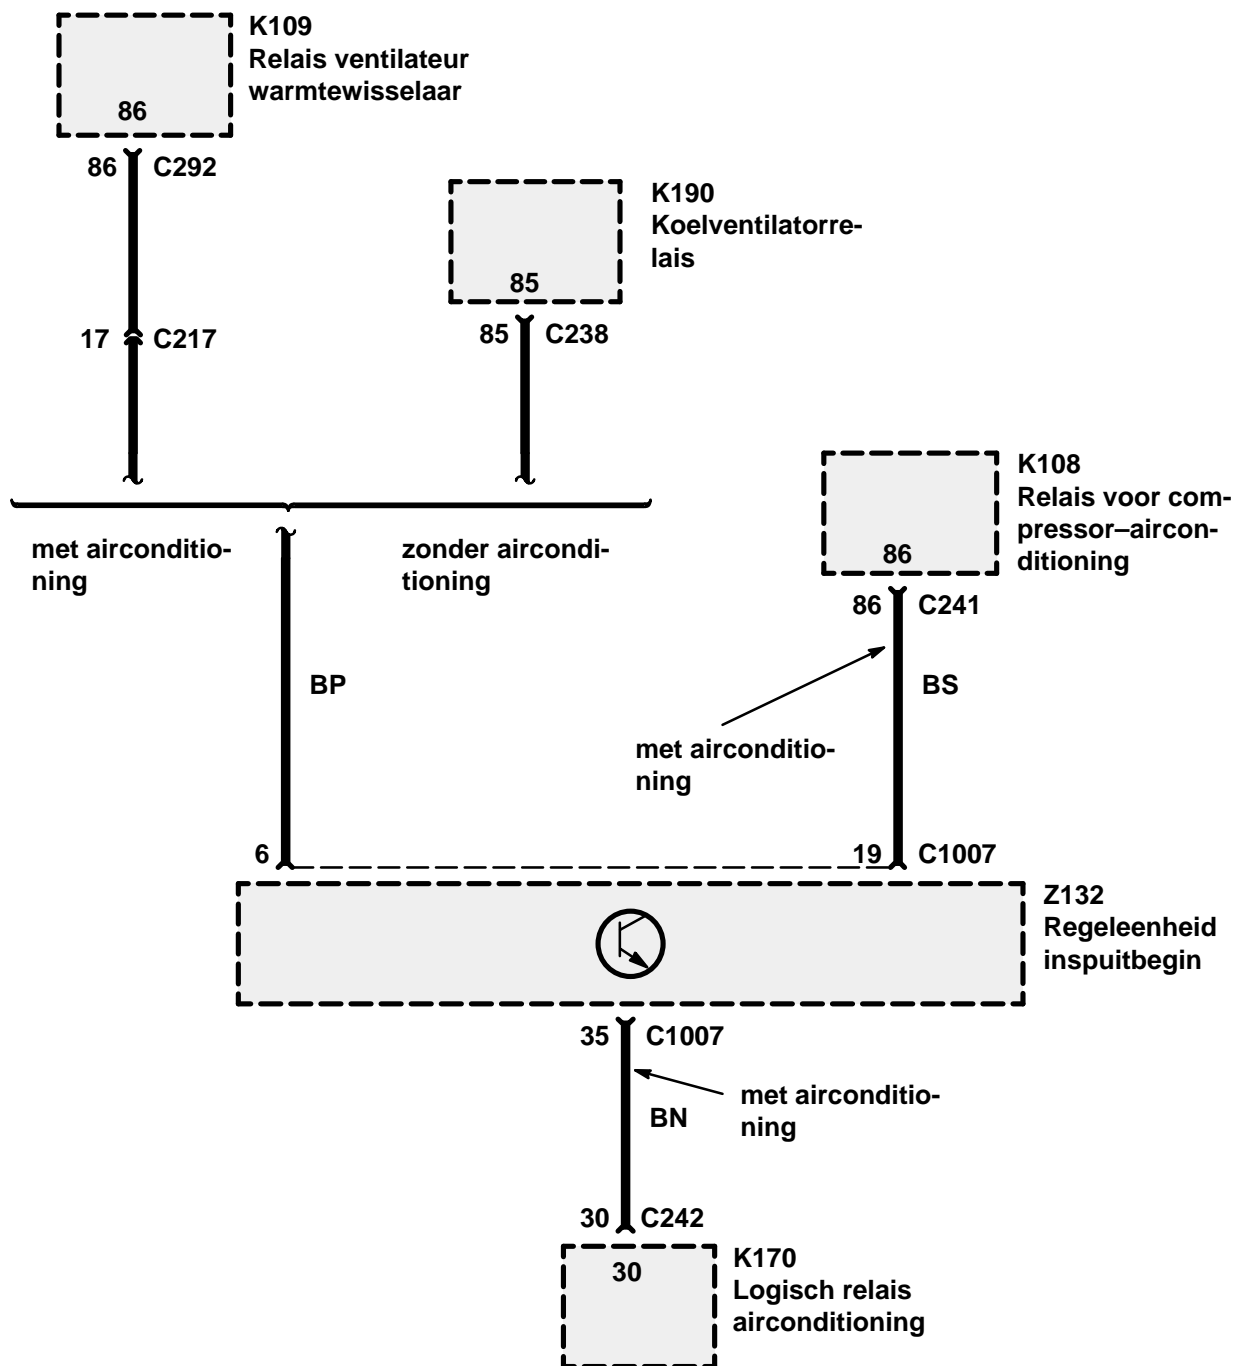 K109
Relais ventilateur
warmtewisselaar
86
86 C292
K190
Koelventilatorre-
lais
85
17 C217
85 C238
K108
Relais voor com-
pressor–aircon-
ditioning
met airconditio-
ning
zonder aircondi-
tioning
86
86 C241
BP
BS
met airconditio-
ning
6
19 C1007
Z132
Regeleenheid
inspuitbegin
35 C1007
met airconditio-
ning
BN
30 C242
K170
Logisch relais
airconditioning
30